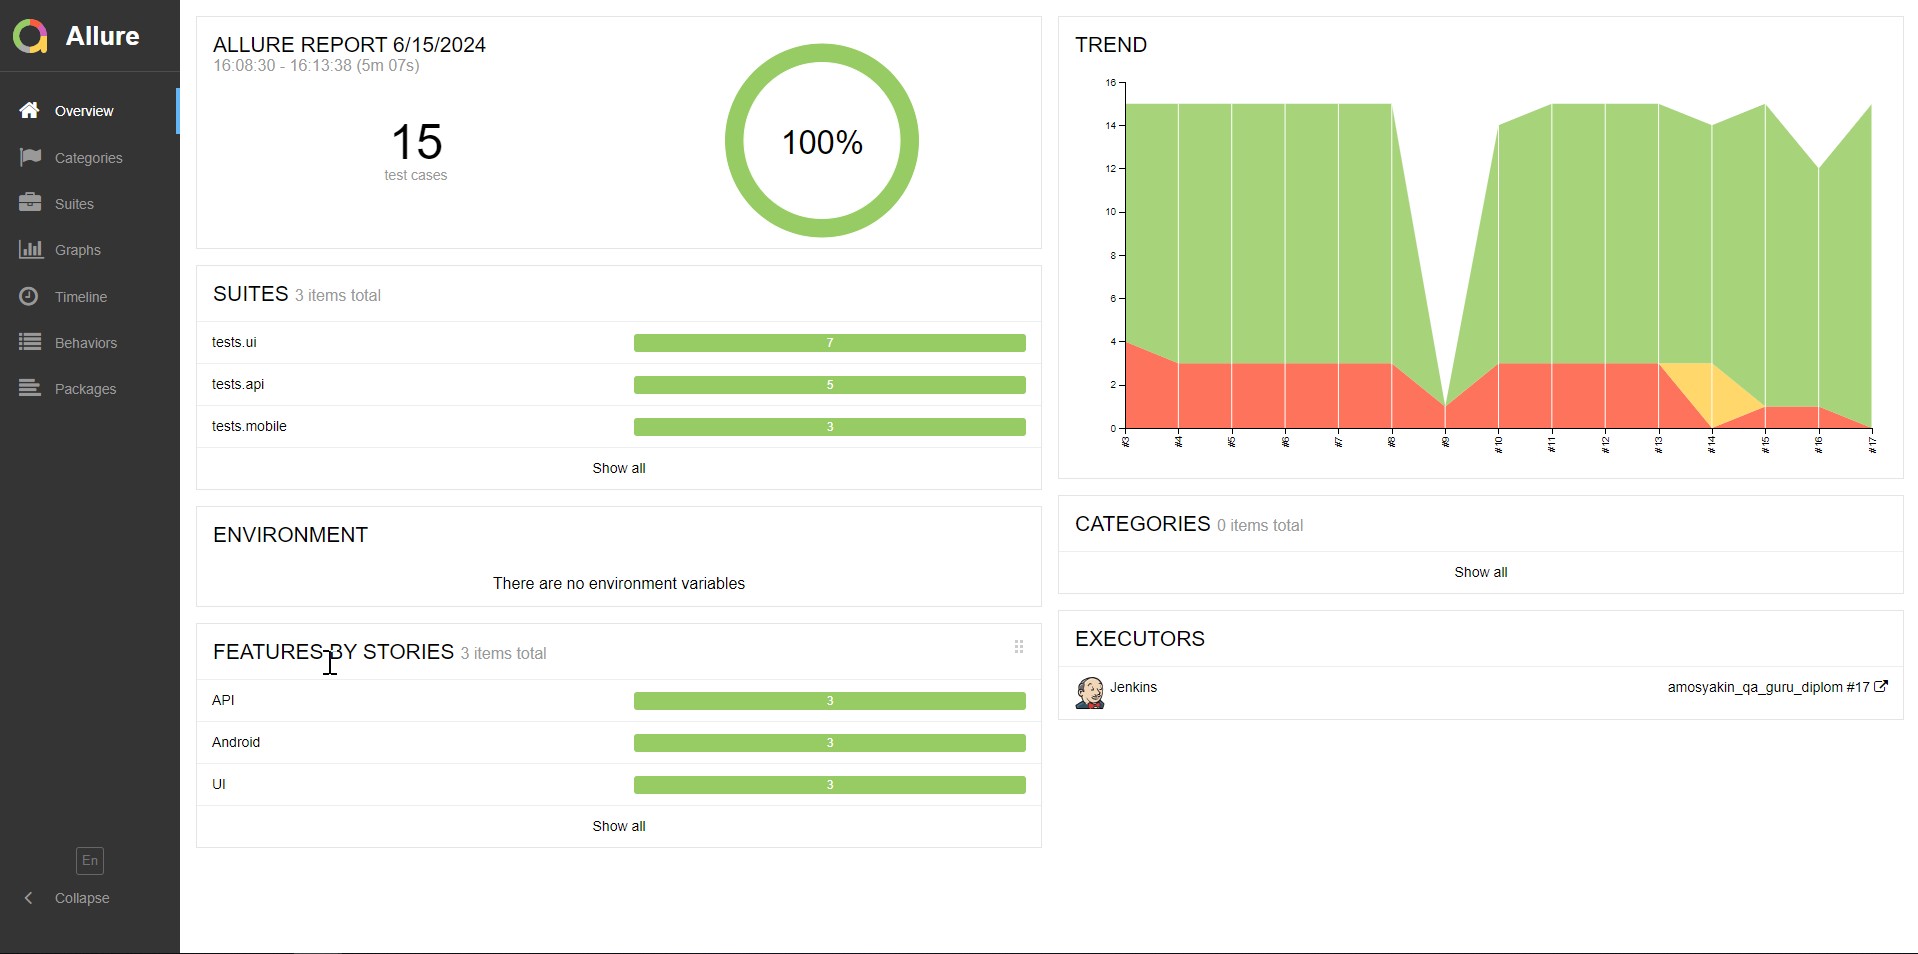 Allure
Overview
Categories
Suites
Graphs
Timeline
Behaviors
Packages
En
Collapse
ALLURE REPORT 6/15/2024
16:08:30 - 16:13:38 (5m 07s)
15
test cases
100%
SUITES 3 items total
tests.ui 7
tests.api 5
tests.mobile 3
Show all
ENVIRONMENT
There are no environment variables
FEATURES BY STORIES 3 items total
API 3
Android 3
UI 3
Show all
TREND
16
14
12
10
8
6
4
2
0
#3 #4 #5 #6 #7 #8 #9 #10 #11 #12 #13 #14 #15 #16 #17
CATEGORIES 0 items total
Show all
EXECUTORS
Jenkins amosyakin_qa_guru_diplom #17